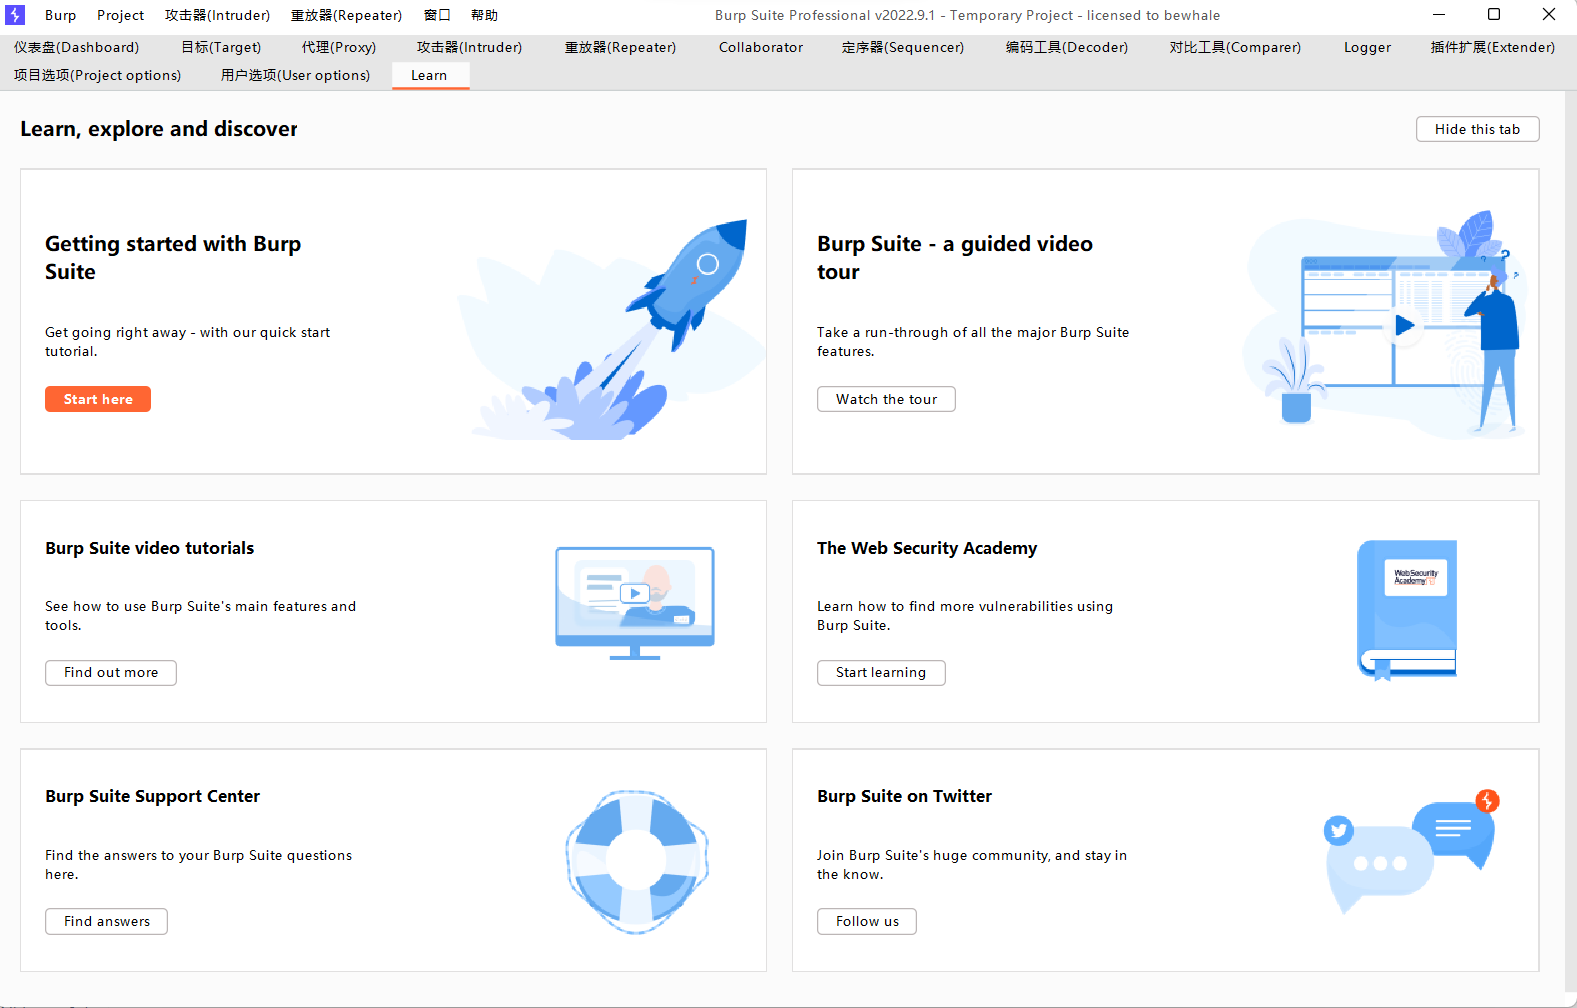 Burp Project 攻击器(Intruder) 重放器(Repeater) 窗口 帮助 Burp Suite Professional v2022.9.1 - Temporary Project - licensed to bewhale
仪表盘(Dashboard) 目标(Target) 代理(Proxy) 攻击器(Intruder) 重放器(Repeater) Collaborator 定序器(Sequencer) 编码工具(Decoder) 对比工具(Comparer) Logger 插件扩展(Extender)
项目选项(Project options) 用户选项(User options) Learn
Learn, explore and discover
Hide this tab
Getting started with Burp
Suite
Get going right away - with our quick start
tutorial.
Start here
Burp Suite - a guided video
tour
Take a run-through of all the major Burp Suite
features.
Watch the tour
Burp Suite video tutorials
See how to use Burp Suite's main features and
tools.
Find out more
The Web Security Academy
Learn how to find more vulnerabilities using
Burp Suite.
Start learning
WebSecurity
Academy
Burp Suite Support Center
Find the answers to your Burp Suite questions
here.
Find answers
Burp Suite on Twitter
Join Burp Suite's huge community, and stay in
the know.
Follow us